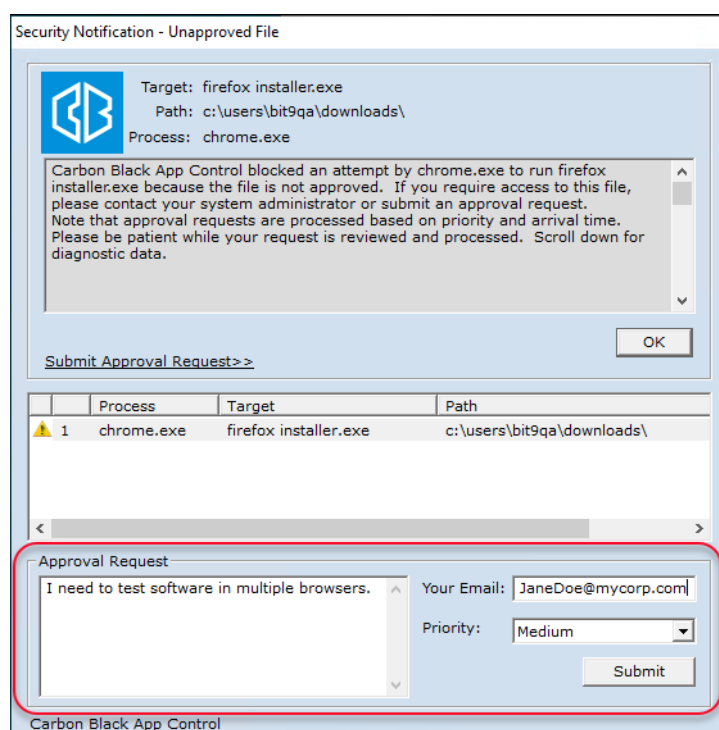 Security Notification - Unapproved File
Target: firefox installer.exe
Path: c:\users\bit9qa\downloads\
Process: chrome.exe
Carbon Black App Control blocked an attempt by chrome.exe to run firefox
installer.exe because the file is not approved. If you require access to this file,
please contact your system administrator or submit an approval request.
Note that approval requests are processed based on priority and arrival time.
Please be patient while your request is reviewed and processed. Scroll down for
diagnostic data.
OK
Submit Approval Request>>
Process Target Path
1 chrome.exe firefox installer.exe c:\users\bit9qa\downloads\
Approval Request
I need to test software in multiple browsers.
Your Email: JaneDoe@mycorp.com
Priority: Medium
Submit
Carbon Black App Control